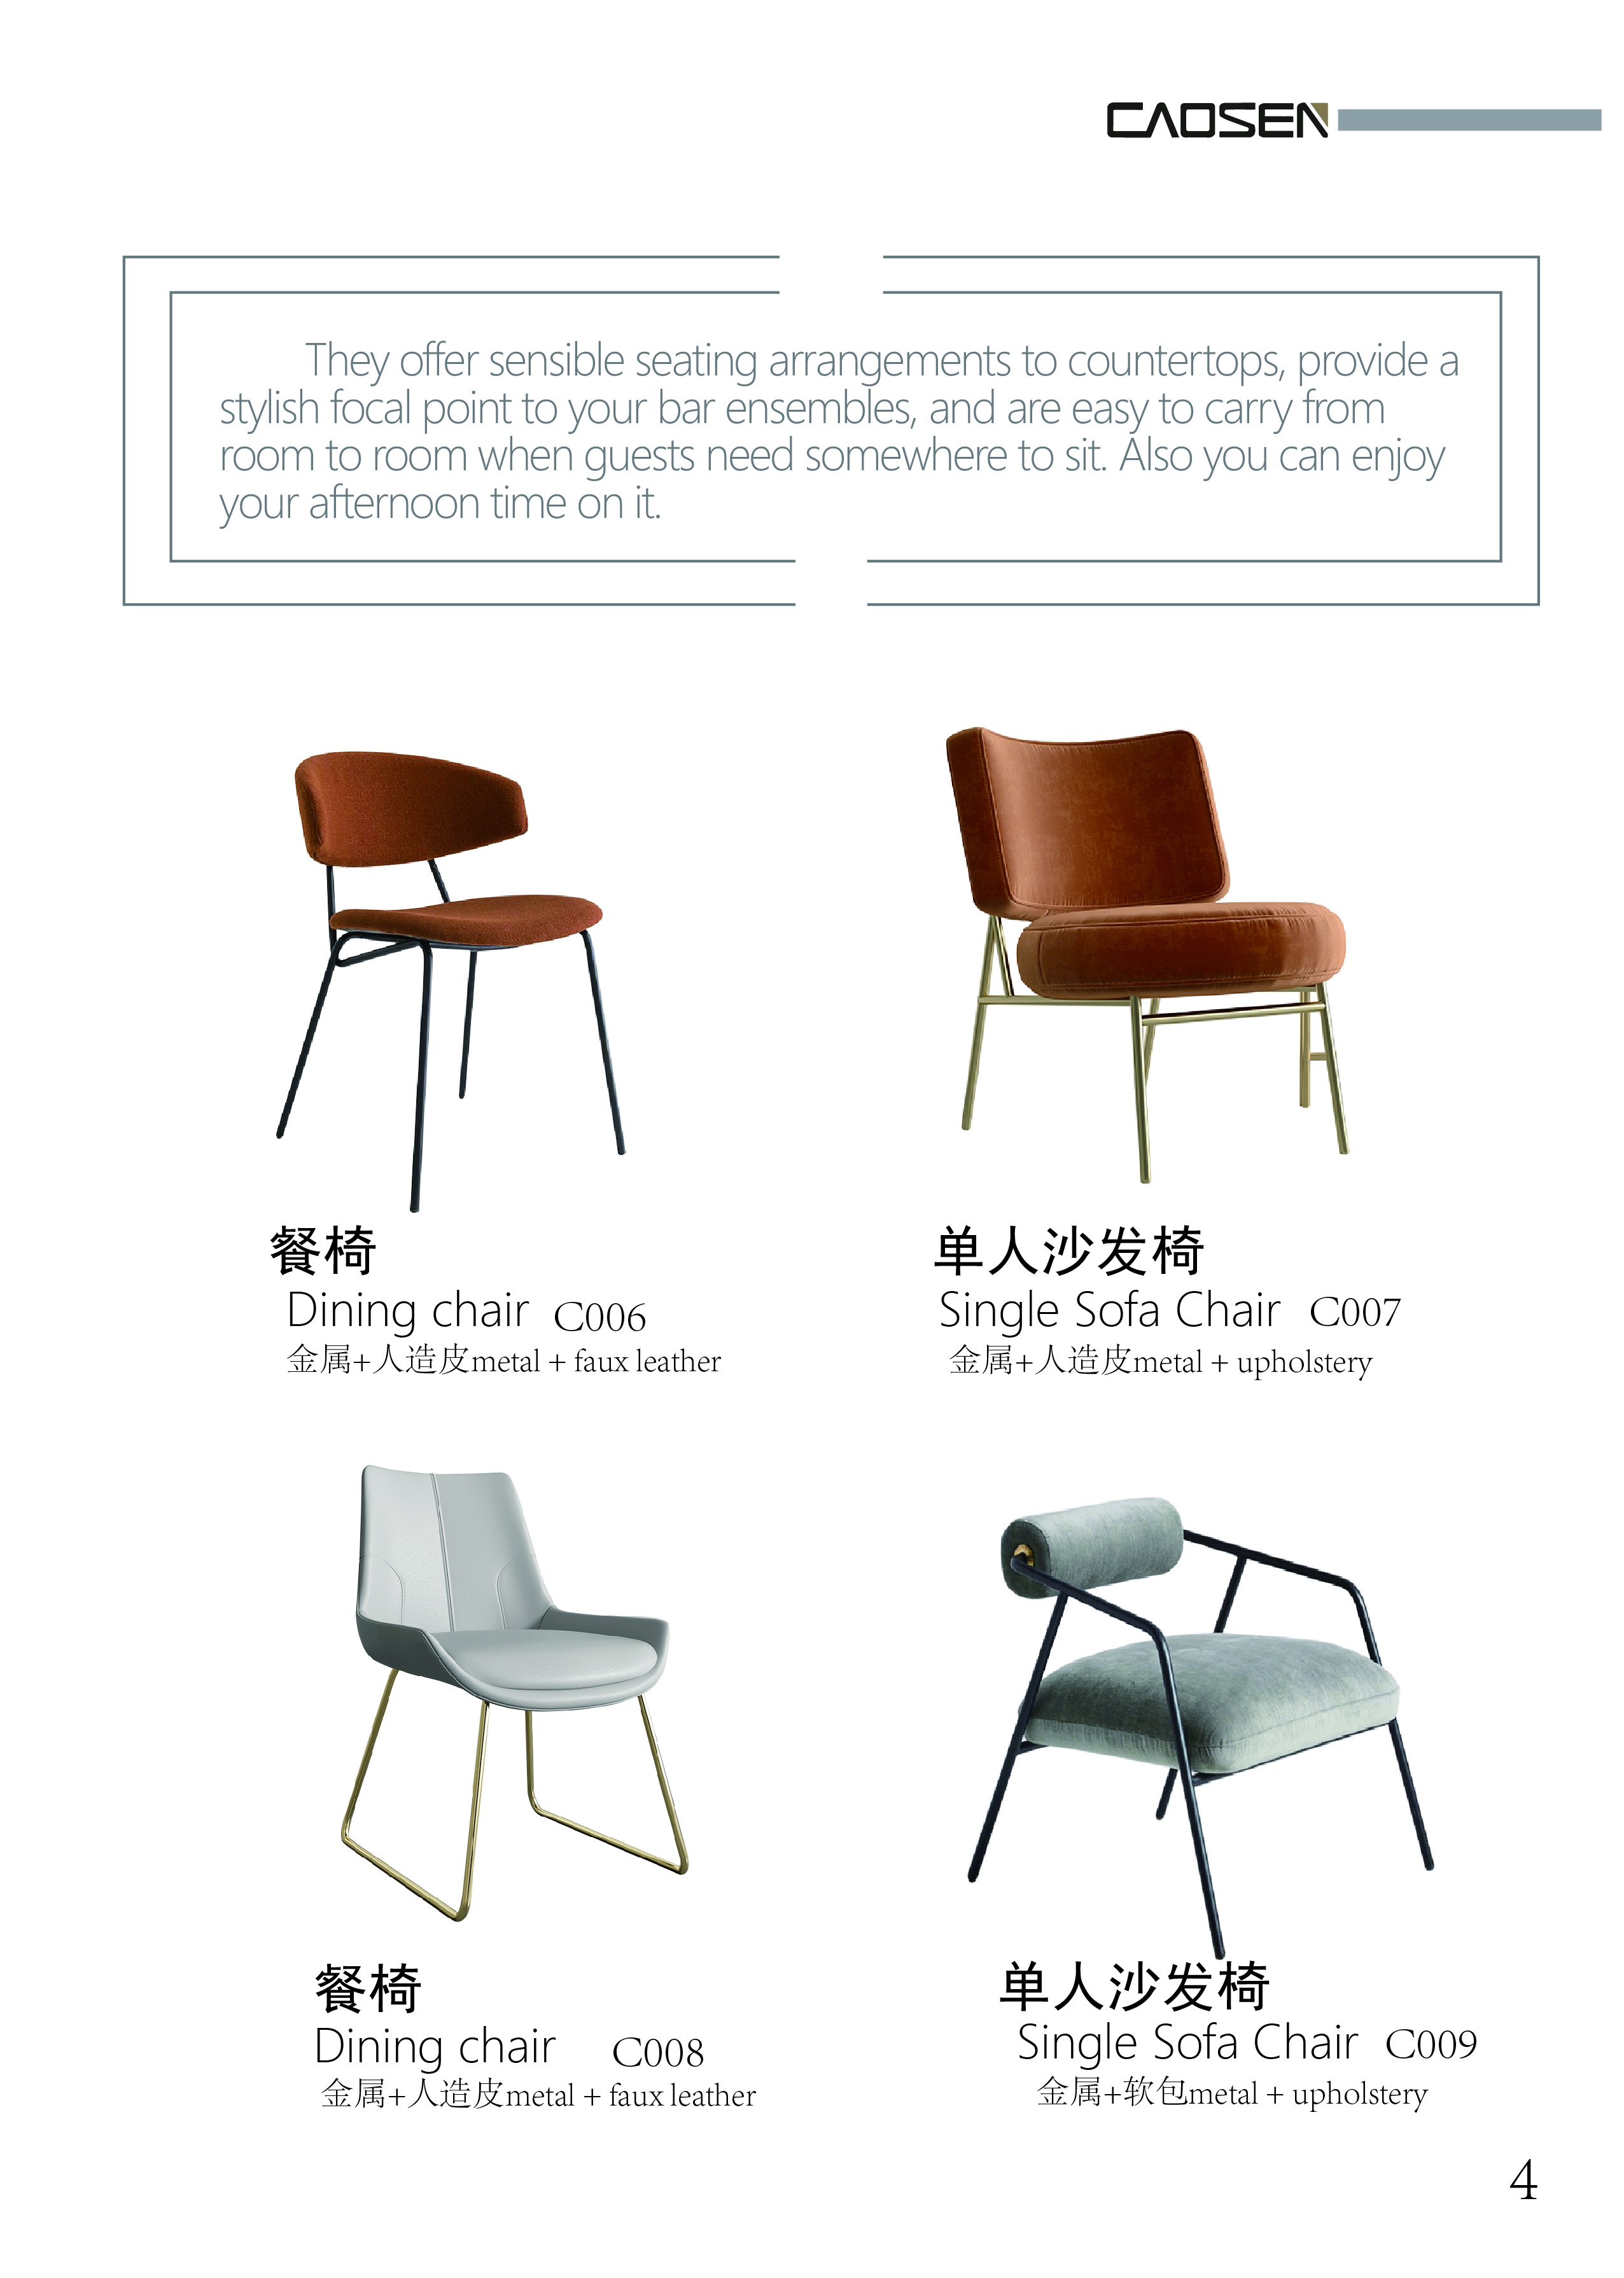 CAOSEN
They offer sensible seating arrangements to countertops, provide a
stylish focal point to your bar ensembles, and are easy to carry from
room to room when guests need somewhere to sit. Also you can enjoy
your afternoon time on it.
餐椅
Dining chair C006
金属+人造皮metal + faux leather
单人沙发椅
Single Sofa Chair C007
金属+人造皮metal + upholstery
餐椅
Dining chair C008
金属+人造皮metal + faux leather
单人沙发椅
Single Sofa Chair C009
金属+软包metal + upholstery
4